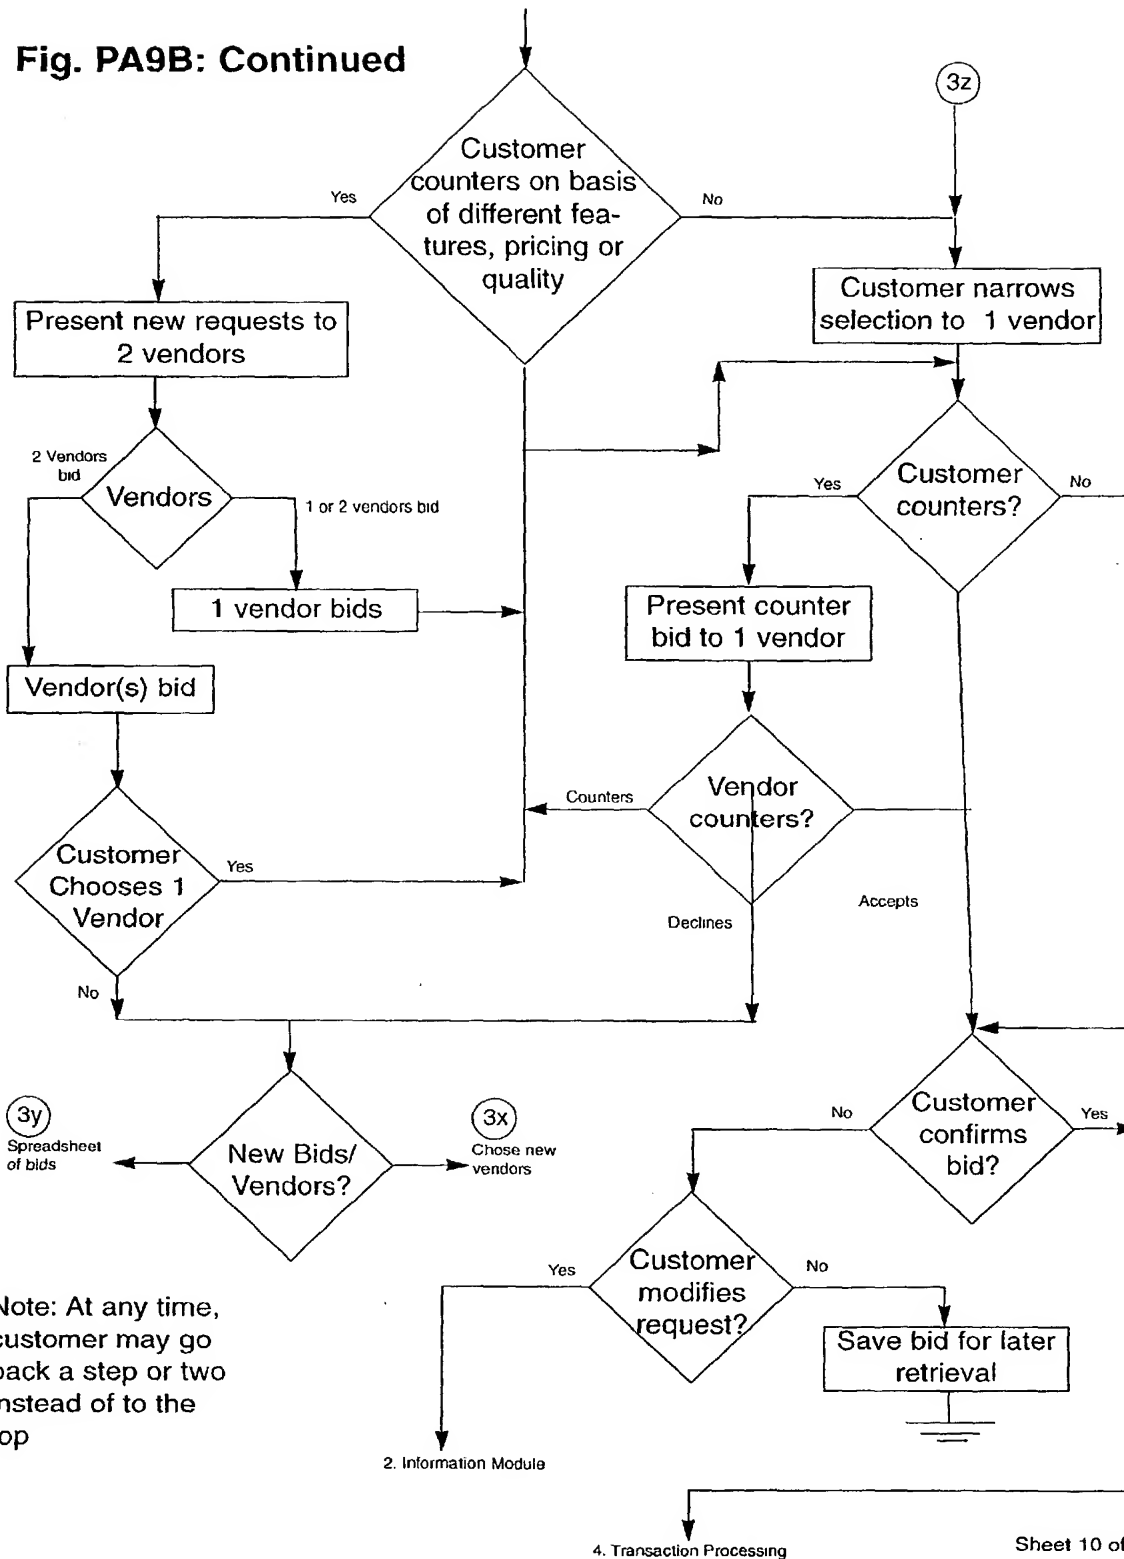 Fig. PA9B: Continued
3z
Customer
counters on basis
of different fea-
tures, pricing or
quality
Yes
No
Customer narrows
selection to 1 vendor
Present new requests to
2 vendors
2 Vendors
bid
Vendors
1 or 2 vendors bid
Customer
counters?
Yes
No
1 vendor bids
Present counter
bid to 1 vendor
Vendor(s) bid
Vendor
counters?
Counters
Customer
Chooses 1
Vendor
Yes
Declines
Accepts
No
3y
Spreadsheet
of bids
New Bids/
Vendors?
3x
Chose new
vendors
No
Customer
confirms
bid?
Yes
Yes
Customer
modifies
request?
No
Save bid for later
retrieval
Note: At any time,
customer may go
back a step or two
instead of to the
top
2. Information Module
4. Transaction Processing
Sheet 10 of